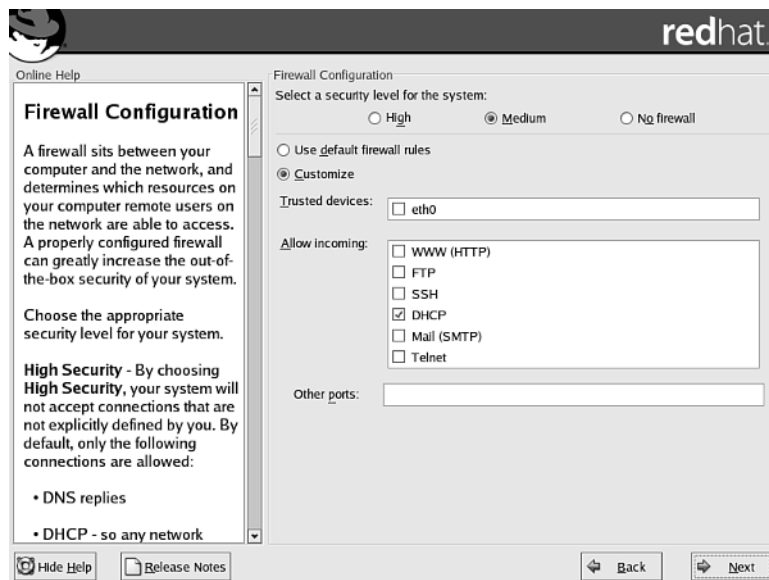 redhat.
Online Help
Firewall Configuration
A firewall sits between your
computer and the network, and
determines which resources on
your computer remote users on
the network are able to access.
A properly configured firewall
can greatly increase the out-of-
the-box security of your system.
Choose the appropriate
security level for your system.
High Security - By choosing
High Security, your system will
not accept connections that are
not explicitly defined by you. By
default, only the following
connections are allowed:
• DNS replies
• DHCP - so any network
Firewall Configuration
Select a security level for the system:
High Medium No firewall
Use default firewall rules
Customize
Trusted devices: eth0
Allow incoming: WWW (HTTP)
FTP
SSH
DHCP
Mail (SMTP)
Telnet
Other ports:
Hide Help Release Notes Back Next